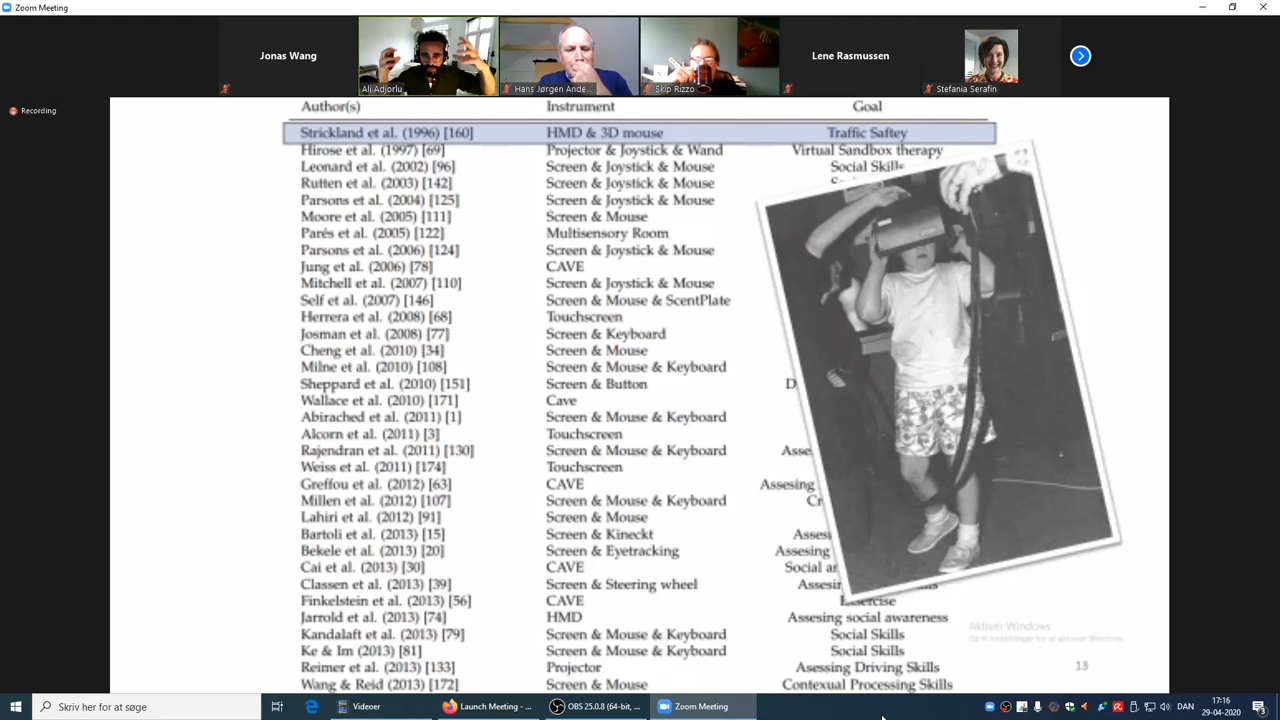 Zoom Meeting
Jonas Wang
Ali Adjorlu
Hans Jørgen Ande...
Skip Rizzo
Lene Rasmussen
Stefania Serafin
Recording
Author(s) Instrument Goal
Strickland et al. (1996) [160] HMD & 3D mouse Traffic Saftey
Hirose et al. (1997) [69] Projector & Joystick & Wand Virtual Sandbox therapy
Leonard et al. (2002) [96] Screen & Joystick & Mouse Social Skills
Rutten et al. (2003) [142] Screen & Joystick & Mouse
Parsons et al. (2004) [125] Screen & Joystick & Mouse
Moore et al. (2005) [111] Screen & Mouse
Parés et al. (2005) [122] Multisensory Room
Parsons et al. (2006) [124] Screen & Joystick & Mouse
Jung et al. (2006) [78] CAVE
Mitchell et al. (2007) [110] Screen & Joystick & Mouse
Self et al. (2007) [146] Screen & Mouse & ScentPlate
Herrera et al. (2008) [68] Touchscreen
Josman et al. (2008) [77] Screen & Keyboard
Cheng et al. (2010) [34] Screen & Mouse
Milne et al. (2010) [108] Screen & Mouse & Keyboard
Sheppard et al. (2010) [151] Screen & Button D
Wallace et al. (2010) [171] Cave
Abirached et al. (2011) [1] Screen & Mouse & Keyboard
Alcorn et al. (2011) [3] Touchscreen
Rajendran et al. (2011) [130] Screen & Mouse & Keyboard Asse
Weiss et al. (2011) [174] Touchscreen
Greffou et al. (2012) [63] CAVE Assesing
Millen et al. (2012) [107] Screen & Mouse & Keyboard Cr
Lahiri et al. (2012) [91] Screen & Mouse
Bartoli et al. (2013) [15] Screen & Kineckt Asses
Bekele et al. (2013) [20] Screen & Eyetracking Assesing
Cai et al. (2013) [30] CAVE Social a
Classen et al. (2013) [39] Screen & Steering wheel Assesin
Finkelstein et al. (2013) [56] CAVE Exercise
Jarrold et al. (2013) [74] HMD Assesing social awareness
Kandalaft et al. (2013) [79] Screen & Mouse & Keyboard Social Skills
Ke & Im (2013) [81] Screen & Mouse & Keyboard Social Skills
Reimer et al. (2013) [133] Projector Asessing Driving Skills
Wang & Reid (2013) [172] Screen & Mouse Contexual Processing Skills
Aktivér Windows
Gå til Indstillinger for at aktivere Windows.
13
Skriv her for at søge
Videoer
Launch Meeting - ...
OBS 25.0.8 (64-bit, ...
Zoom Meeting
DAN
17:16
29-04-2020